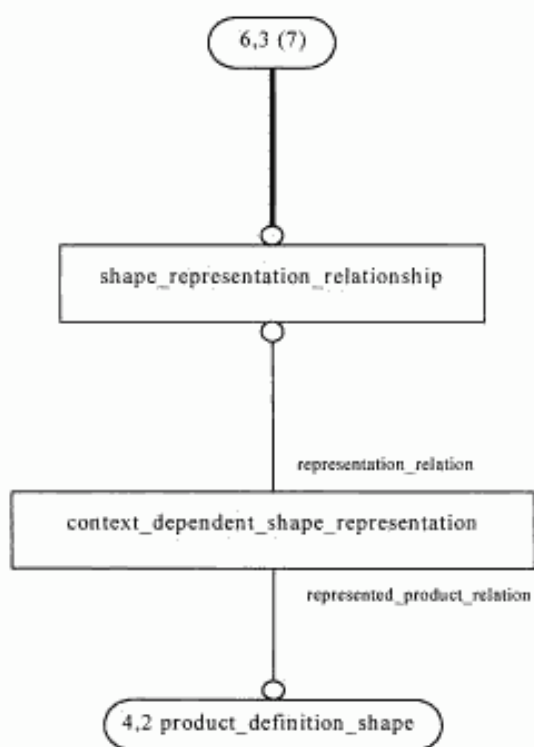 6,3 (7)
shape_representation_relationship
representation_relation
context_dependent_shape_representation
represented_product_relation
4,2 product_definition_shape